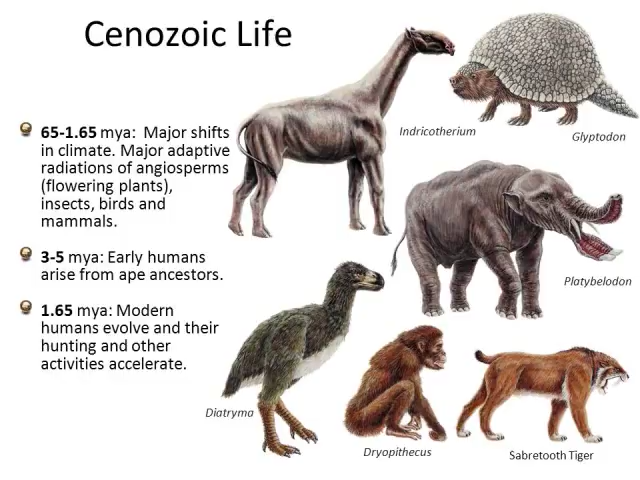 Cenozoic Life
65-1.65 mya:  Major shifts
in climate. Major adaptive
radiations of angiosperms
(flowering plants),
insects, birds and
mammals.
3-5 mya: Early humans
arise from ape ancestors.
1.65 mya: Modern
humans evolve and their
hunting and other
activities accelerate.
Indricotherium
Glyptodon
Platybelodon
Diatryma
Dryopithecus
Sabretooth Tiger